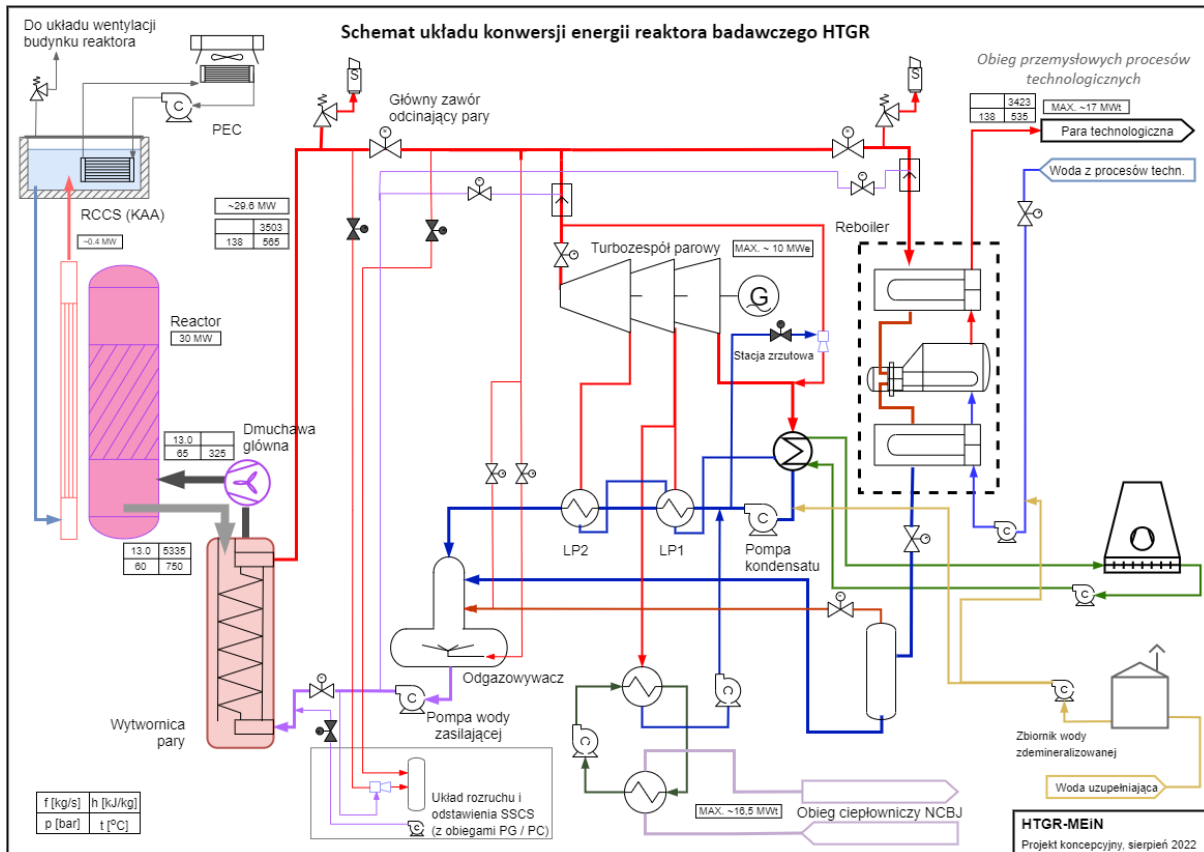 Schemat układu konwersji energii reaktora badawczego HTGR
Do układu wentylacji
budynku reaktora
C
PEC
RCCS (KAA)
~0.4 MW
Reactor
30 MW
~29.6 MW
3503
138 565
Główny zawór
odcinający pary
S
S
Obieg przemysłowych procesów
technologicznych
3423
138 535
MAX. ~17 MWt
Para technologiczna
Woda z procesów techn.
Reboiler
Turbozespół parowy
MAX. ~ 10 MWe
G
Stacja zrzutowa
Dmuchawa
główna
13.0
65 325
13.0 5335
60 750
LP2
LP1
C
Pompa
kondensatu
C
C
Odgazowywacz
C
Pompa wody
zasilającej
Wytwornica
pary
C
C
C
Zbiornik wody
zdemineralizowanej
Woda uzupełniająca
Układ rozruchu i
odstawienia SSCS
(z obiegami PG / PC)
C
MAX. ~16,5 MWt
Obieg ciepłowniczy NCBJ
f [kg/s] h [kJ/kg]
p [bar] t [°C]
HTGR-MEiN
Projekt koncepcyjny, sierpień 2022